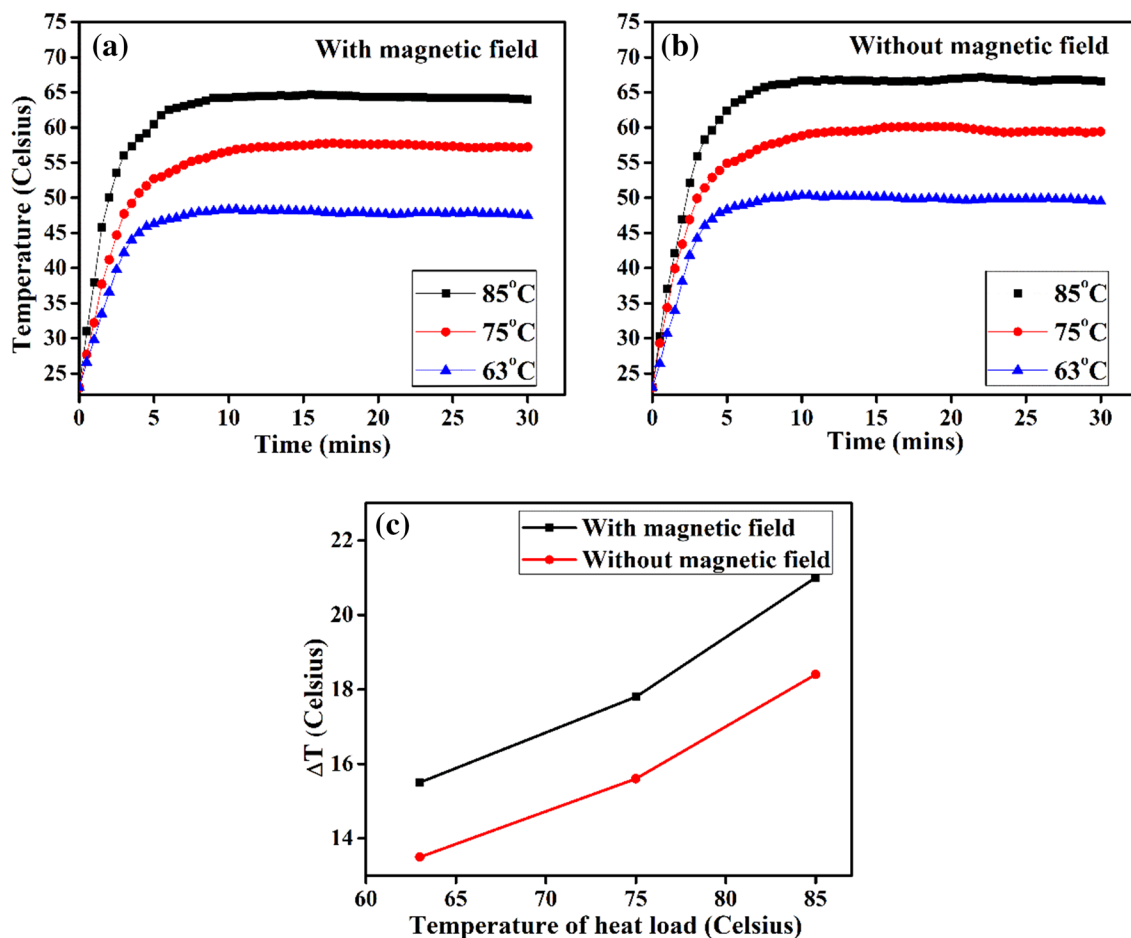 (a)
With magnetic field
75
70
65
60
55
50
45
40
35
30
25
Temperature (Celsius)
85°C
75°C
63°C
0 5 10 15 20 25 30
Time (mins)
(b)
Without magnetic field
75
70
65
60
55
50
45
40
35
30
25
85°C
75°C
63°C
0 5 10 15 20 25 30
Time (mins)
(c)
With magnetic field
Without magnetic field
22
20
18
16
14
ΔT (Celsius)
60 65 70 75 80 85
Temperature of heat load (Celsius)